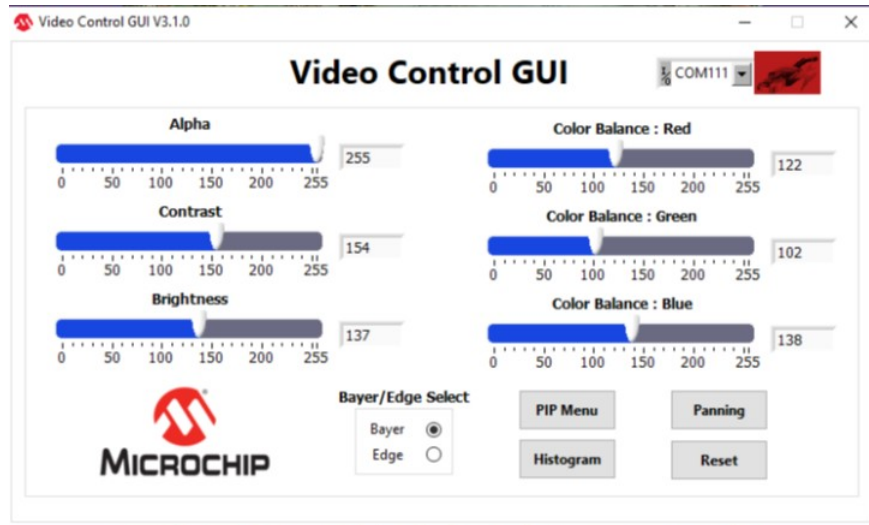 Video Control GUI V3.1.0
Video Control GUI
I/O COM111
Alpha
255
0 50 100 150 200 255
Contrast
154
0 50 100 150 200 255
Brightness
137
0 50 100 150 200 255
Color Balance : Red
122
0 50 100 150 200 255
Color Balance : Green
102
0 50 100 150 200 255
Color Balance : Blue
138
0 50 100 150 200 255
MICROCHIP
Bayer/Edge Select
Bayer
Edge
PIP Menu
Panning
Histogram
Reset